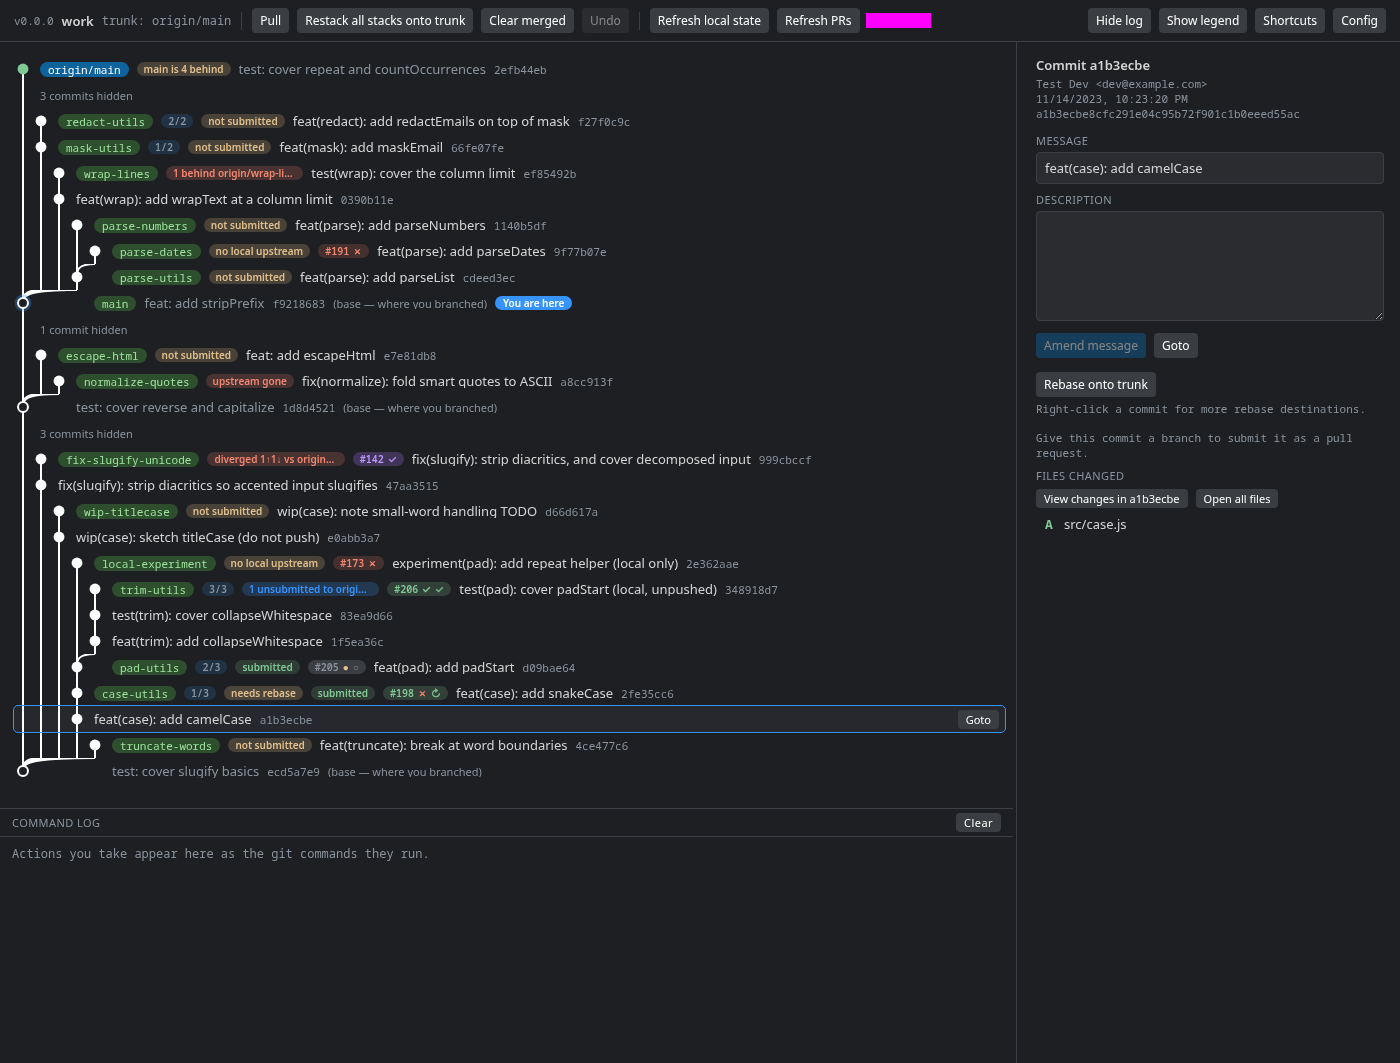 v0.0.0 work trunk: origin/main Pull Restack all stacks onto trunk Clear merged Undo Refresh local state Refresh PRs Hide log Show legend Shortcuts Config
origin/main main is 4 behind test: cover repeat and countOccurrences 2efb44eb
3 commits hidden
redact-utils 2/2 not submitted feat(redact): add redactEmails on top of mask f27f0c9c
mask-utils 1/2 not submitted feat(mask): add maskEmail 66fe07fe
wrap-lines 1 behind origin/wrap-li... test(wrap): cover the column limit ef85492b
feat(wrap): add wrapText at a column limit 0390b11e
parse-numbers not submitted feat(parse): add parseNumbers 1140b5df
parse-dates no local upstream #191 × feat(parse): add parseDates 9f77b07e
parse-utils not submitted feat(parse): add parseList cdeed3ec
main feat: add stripPrefix f9218683 (base — where you branched) You are here
1 commit hidden
escape-html not submitted feat: add escapeHtml e7e81db8
normalize-quotes upstream gone fix(normalize): fold smart quotes to ASCII a8cc913f
test: cover reverse and capitalize 1d8d4521 (base — where you branched)
3 commits hidden
fix-slugify-unicode diverged 1↑1↓ vs origin... #142 ✓ fix(slugify): strip diacritics, and cover decomposed input 999cbccf
fix(slugify): strip diacritics so accented input slugifies 47aa3515
wip-titlecase not submitted wip(case): note small-word handling TODO d66d617a
wip(case): sketch titleCase (do not push) e0abb3a7
local-experiment no local upstream #173 × experiment(pad): add repeat helper (local only) 2e362aae
trim-utils 3/3 1 unsubmitted to origi... #206 ✓ ✓ test(pad): cover padStart (local, unpushed) 348918d7
test(trim): cover collapseWhitespace 83ea9d66
feat(trim): add collapseWhitespace 1f5ea36c
pad-utils 2/3 submitted #205 ● ○ feat(pad): add padStart d09bae64
case-utils 1/3 needs rebase submitted #198 × ↻ feat(case): add snakeCase 2fe35cc6
feat(case): add camelCase a1b3ecbe Goto
truncate-words not submitted feat(truncate): break at word boundaries 4ce477c6
test: cover slugify basics ecd5a7e9 (base — where you branched)
COMMAND LOG Clear
Actions you take appear here as the git commands they run.
Commit a1b3ecbe
Test Dev <dev@example.com>
11/14/2023, 10:23:20 PM
a1b3ecbe8cfc291e04c95b72f901c1b0eeed55ac
MESSAGE
feat(case): add camelCase
DESCRIPTION
Amend message Goto
Rebase onto trunk
Right-click a commit for more rebase destinations.
Give this commit a branch to submit it as a pull
request.
FILES CHANGED
View changes in a1b3ecbe Open all files
A src/case.js